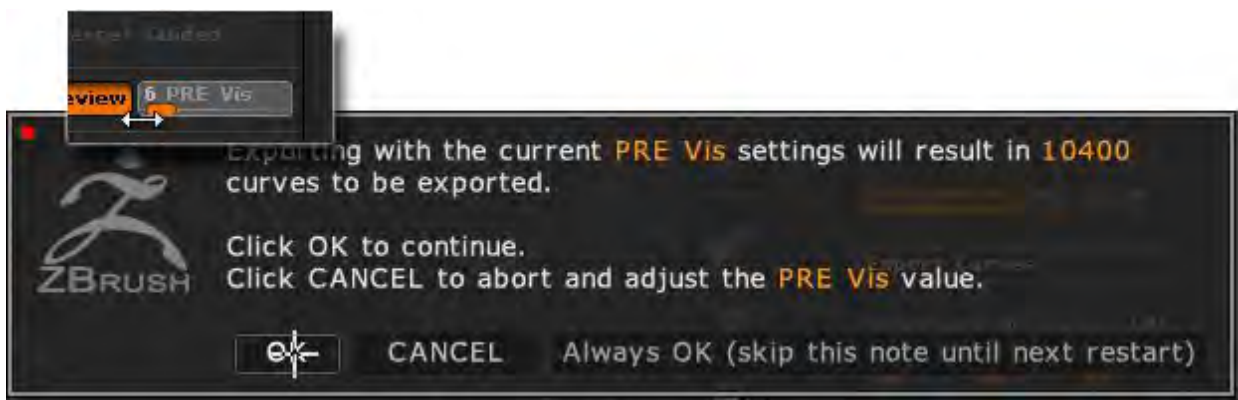 eview 6 PRE Vis
Exporting with the current PRE Vis settings will result in 10400
curves to be exported.
Click OK to continue.
Click CANCEL to abort and adjust the PRE Vis value.
ZBRUSH
CANCEL Always OK (skip this note until next restart)